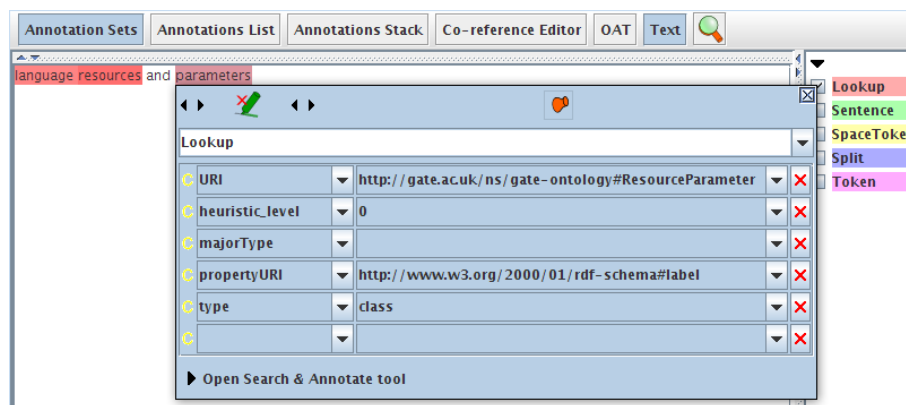 Annotation Sets Annotations List Annotations Stack Co-reference Editor OAT Text
language resources and parameters
Lookup
Sentence
SpaceToke
Split
Token
Lookup
URI http://gate.ac.uk/ns/gate-ontology#ResourceParameter
heuristic_level 0
majorType
propertyURI http://www.w3.org/2000/01/rdf-schema#label
type class
Open Search & Annotate tool